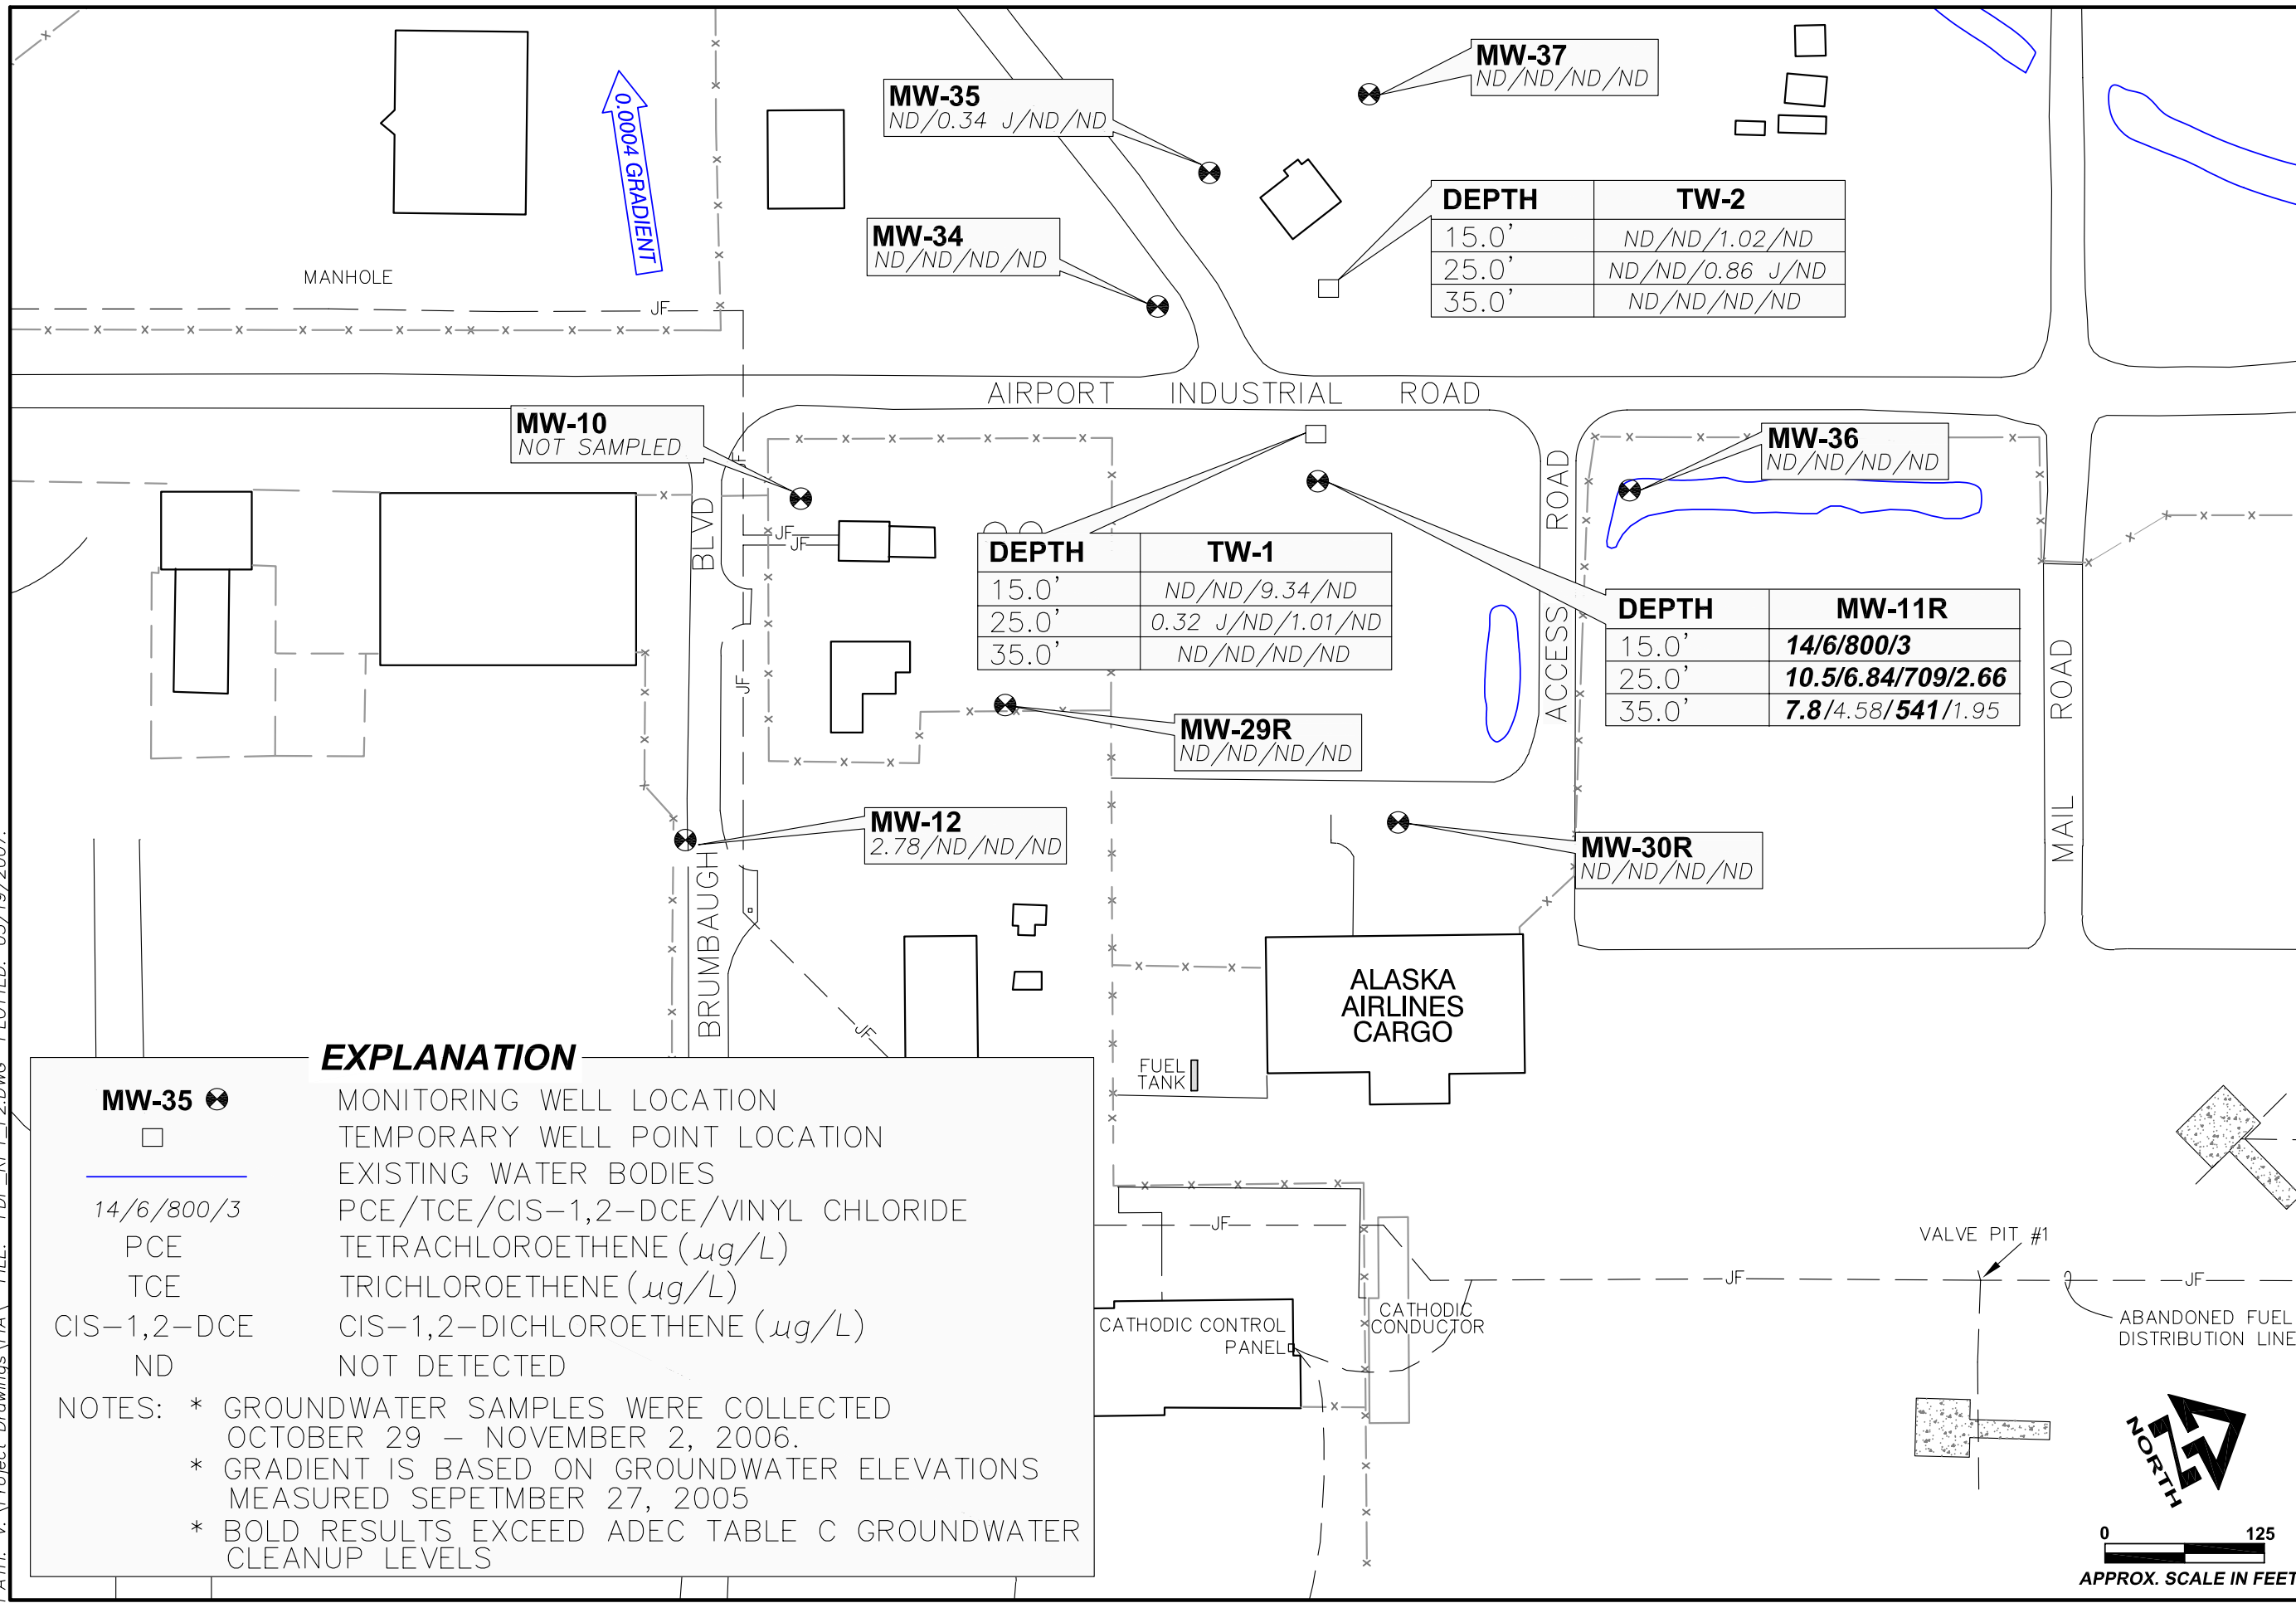 MW-37
ND/ND/ND/ND
MW-35
ND/0.34 J/ND/ND
0.0004 GRADIENT
DEPTH TW-2
15.0' ND/ND/1.02/ND
25.0' ND/ND/0.86 J/ND
35.0' ND/ND/ND/ND
MW-34
ND/ND/ND/ND
MANHOLE
JF
AIRPORT INDUSTRIAL ROAD
MW-10
NOT SAMPLED
JF
MW-36
ND/ND/ND/ND
BLVD
JF
JF
ACCESS ROAD
DEPTH TW-1
15.0' ND/ND/9.34/ND
25.0' 0.32 J/ND/1.01/ND
35.0' ND/ND/ND/ND
DEPTH MW-11R
15.0' 14/6/800/3
25.0' 10.5/6.84/709/2.66
35.0' 7.8/4.58/541/1.95
JF
MAIL ROAD
MW-29R
ND/ND/ND/ND
MW-12
2.78/ND/ND/ND
MW-30R
ND/ND/ND/ND
BRUMBAUGH
ALASKA
AIRLINES
CARGO
JF
FUEL
TANK
EXPLANATION
MW-35 MONITORING WELL LOCATION
TEMPORARY WELL POINT LOCATION
EXISTING WATER BODIES
14/6/800/3 PCE/TCE/CIS-1,2-DCE/VINYL CHLORIDE
PCE TETRACHLOROETHENE (µg/L)
TCE TRICHLOROETHENE (µg/L)
CIS-1,2-DCE CIS-1,2-DICHLOROETHENE (µg/L)
ND NOT DETECTED
NOTES: * GROUNDWATER SAMPLES WERE COLLECTED
OCTOBER 29 - NOVEMBER 2, 2006.
* GRADIENT IS BASED ON GROUNDWATER ELEVATIONS
MEASURED SEPETMBER 27, 2005
* BOLD RESULTS EXCEED ADEC TABLE C GROUNDWATER
CLEANUP LEVELS
JF
CATHODIC CONTROL
PANEL
CATHODIC
CONDUCTOR
VALVE PIT #1
JF
JF
ABANDONED FUEL
DISTRIBUTION LINE
NORTH
0 125
APPROX. SCALE IN FEET